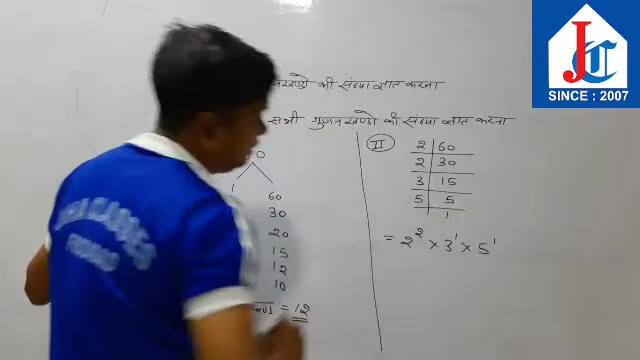 की संख्या ज्ञात करना
सभी गुणनखण्डो की संख्या ज्ञात करना
60
30
20
15
12
10
= 12
II
2 | 60
2 | 30
3 | 15
5 | 5
1
= 2² × 3¹ × 5¹
JC
SINCE : 2007